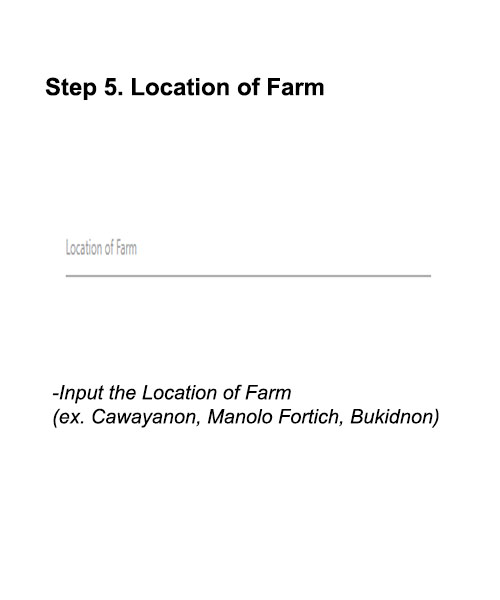 Step 5. Location of Farm
Location of Farm
-Input the Location of Farm
(ex. Cawayanon, Manolo Fortich, Bukidnon)